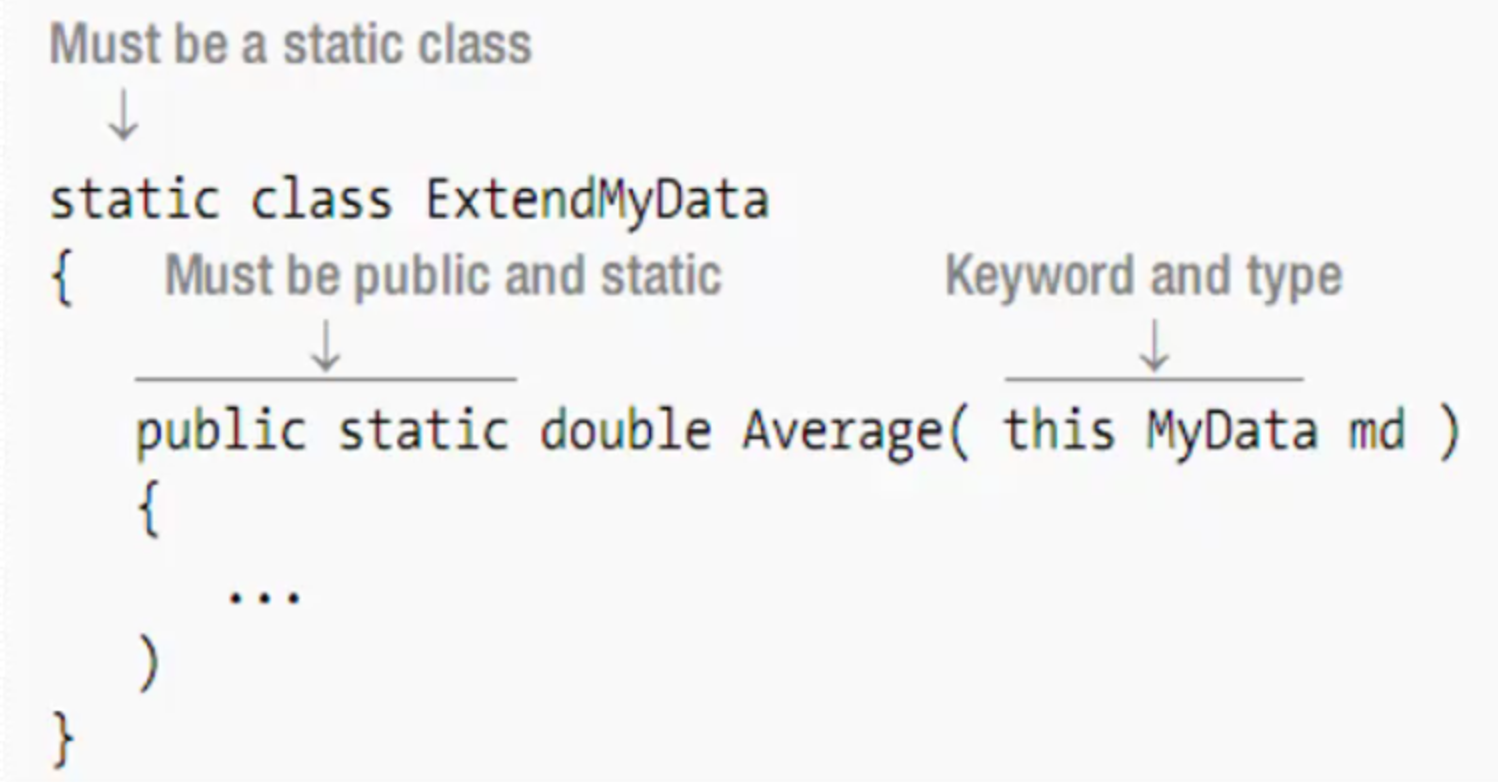 Must be a static class
↓
static class ExtendMyData
{ Must be public and static Keyword and type
↓ ↓
public static double Average( this MyData md )
{
...
)
}